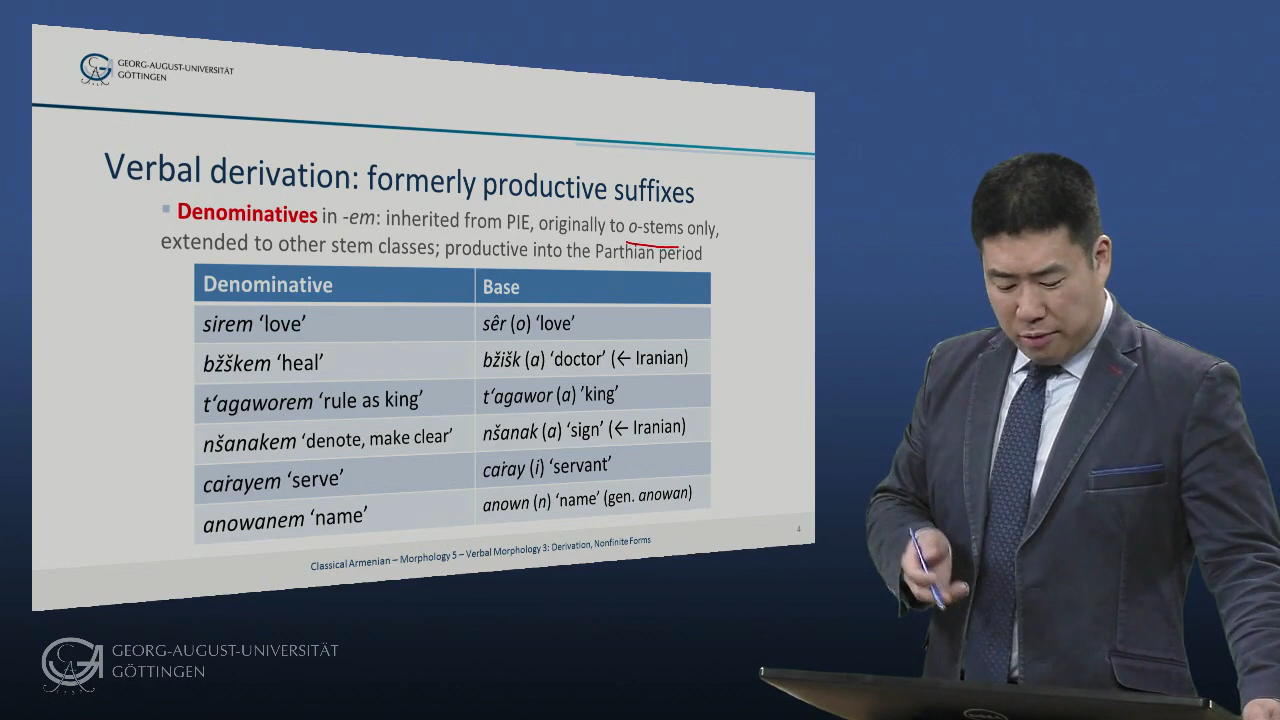 GEORG-AUGUST-UNIVERSITÄT
GÖTTINGEN
Verbal derivation: formerly productive suffixes
Denominatives in -em: inherited from PIE, originally to o-stems only,
extended to other stem classes; productive into the Parthian period
Denominative Base
sirem ‘love’ sêr (o) ‘love’
bžškem ‘heal’ bžišk (a) ‘doctor’ (← Iranian)
t‘agaworem ‘rule as king’ t‘agawor (a) ’king’
nšanakem ‘denote, make clear’ nšanak (a) ‘sign’ (← Iranian)
caṙayem ‘serve’ caṙay (i) ‘servant’
anowanem ‘name’ anown (n) ‘name’ (gen. anowan)
4
Classical Armenian – Morphology 5 – Verbal Morphology 3: Derivation, Nonfinite Forms
GEORG-AUGUST-UNIVERSITÄT
GÖTTINGEN
DELL